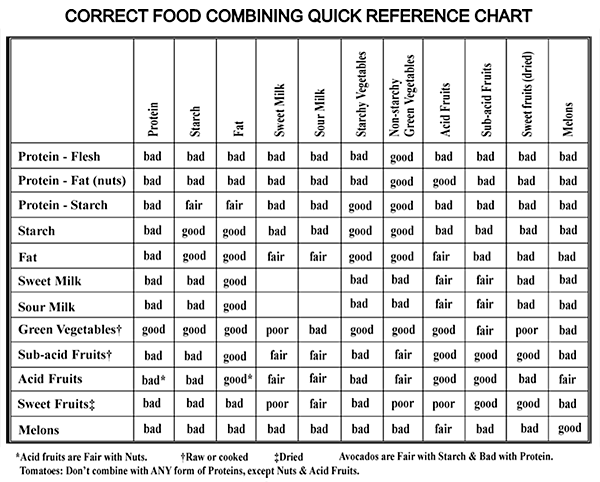 CORRECT FOOD COMBINING QUICK REFERENCE CHART
Protein Starch Fat Sweet Milk Sour Milk Starchy Vegetables Non-starchy Green Vegetables Acid Fruits Sub-acid Fruits Sweet fruits (dried) Melons
Protein - Flesh bad bad bad bad bad bad good bad bad bad bad
Protein - Fat (nuts) bad bad bad bad bad bad good good bad bad bad
Protein - Starch bad fair fair bad bad good good bad bad bad bad
Starch bad good good bad bad good good bad bad bad bad
Fat bad good good fair fair good good fair bad bad bad
Sweet Milk bad bad good bad bad fair fair bad bad
Sour Milk bad bad good bad bad fair fair bad bad
Green Vegetables† good good good poor bad good good good fair poor bad
Sub-acid Fruits† bad bad good fair fair bad fair good good good bad
Acid Fruits bad* bad good* fair fair bad fair good good bad fair
Sweet Fruits‡ bad bad bad poor fair bad poor poor good good bad
Melons bad bad bad bad bad bad bad fair bad bad good
*Acid fruits are Fair with Nuts. †Raw or cooked ‡Dried Avocados are Fair with Starch & Bad with Protein.
Tomatoes: Don't combine with ANY form of Proteins, except Nuts & Acid Fruits.